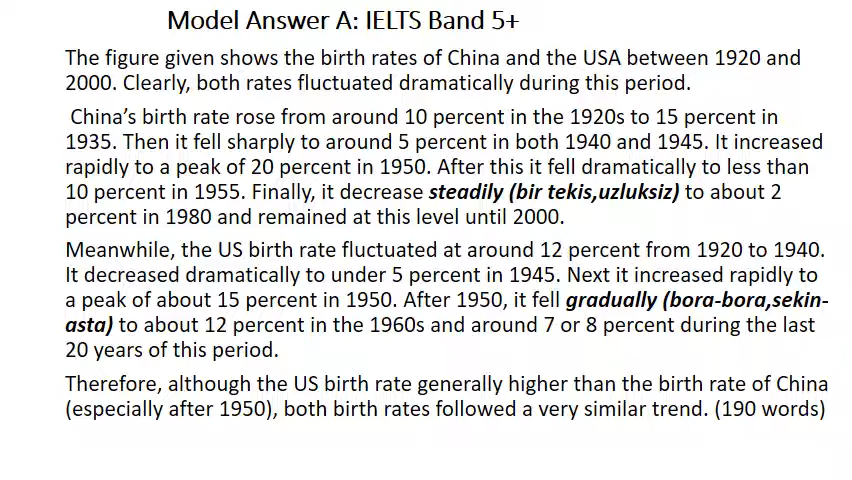 Model Answer A: IELTS Band 5+
The figure given shows the birth rates of China and the USA between 1920 and
2000. Clearly, both rates fluctuated dramatically during this period.
China’s birth rate rose from around 10 percent in the 1920s to 15 percent in
1935. Then it fell sharply to around 5 percent in both 1940 and 1945. It increased
rapidly to a peak of 20 percent in 1950. After this it fell dramatically to less than
10 percent in 1955. Finally, it decrease steadily (bir tekis,uzluksiz) to about 2
percent in 1980 and remained at this level until 2000.
Meanwhile, the US birth rate fluctuated at around 12 percent from 1920 to 1940.
It decreased dramatically to under 5 percent in 1945. Next it increased rapidly to
a peak of about 15 percent in 1950. After 1950, it fell gradually (bora-bora,sekin-
asta) to about 12 percent in the 1960s and around 7 or 8 percent during the last
20 years of this period.
Therefore, although the US birth rate generally higher than the birth rate of China
(especially after 1950), both birth rates followed a very similar trend. (190 words)